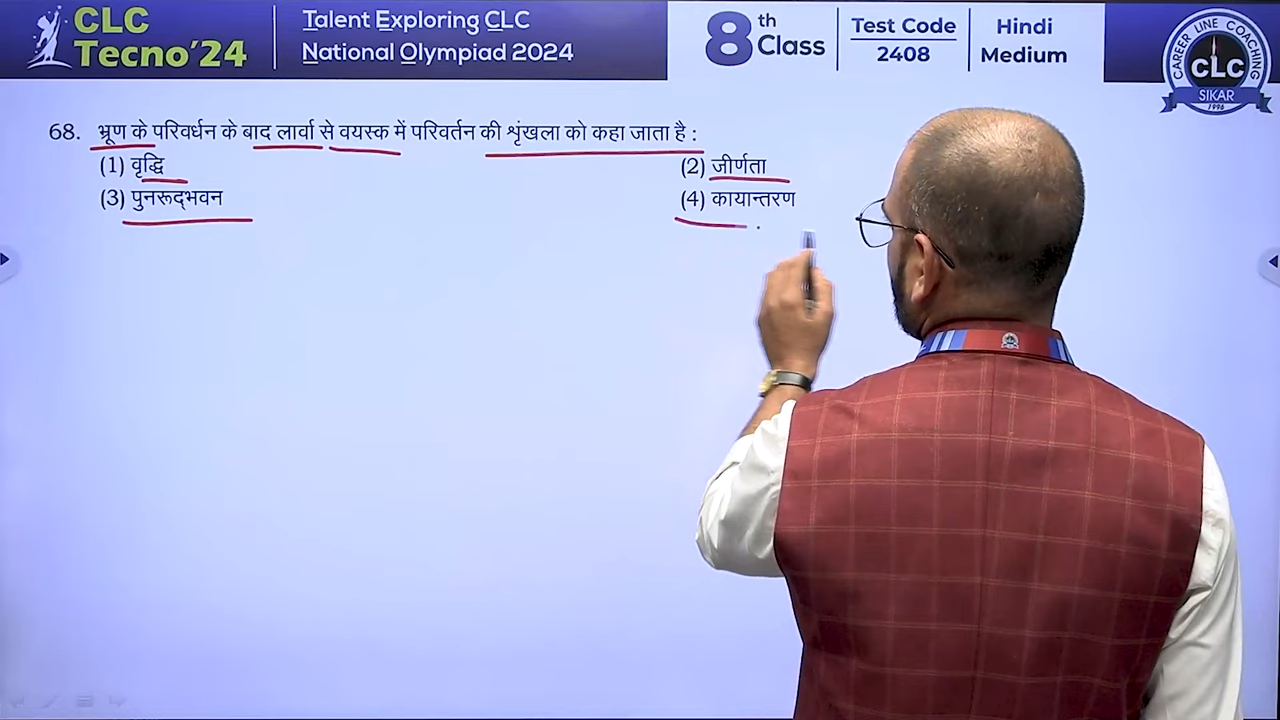 CLC
Tecno'24
Talent Exploring CLC
National Olympiad 2024
8th Class
Test Code
2408
Hindi
Medium
CAREER LINE COACHING
CLC
SIKAR
1996
68. भ्रूण के परिवर्धन के बाद लार्वा से वयस्क में परिवर्तन की शृंखला को कहा जाता है :
(1) वृद्धि (2) जीर्णता
(3) पुनरूद्‌भवन (4) कायान्तरण